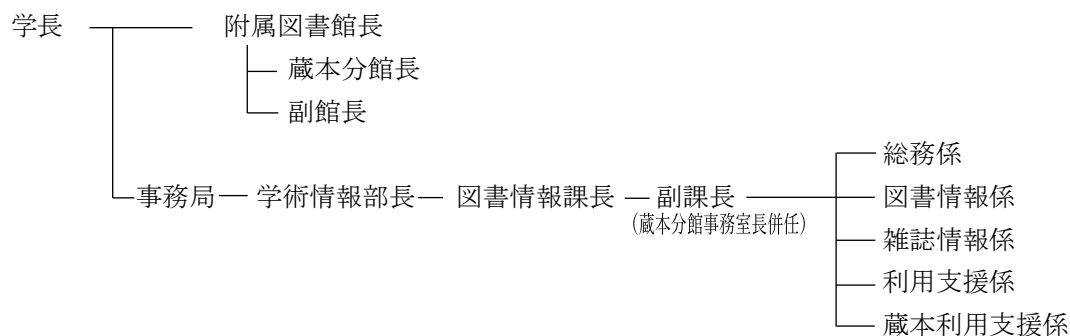 学長 附属図書館長
蔵本分館長
副館長
事務局 学術情報部長 図書情報課長 副課長
(蔵本分館事務室長併任)
総務係
図書情報係
雑誌情報係
利用支援係
蔵本利用支援係